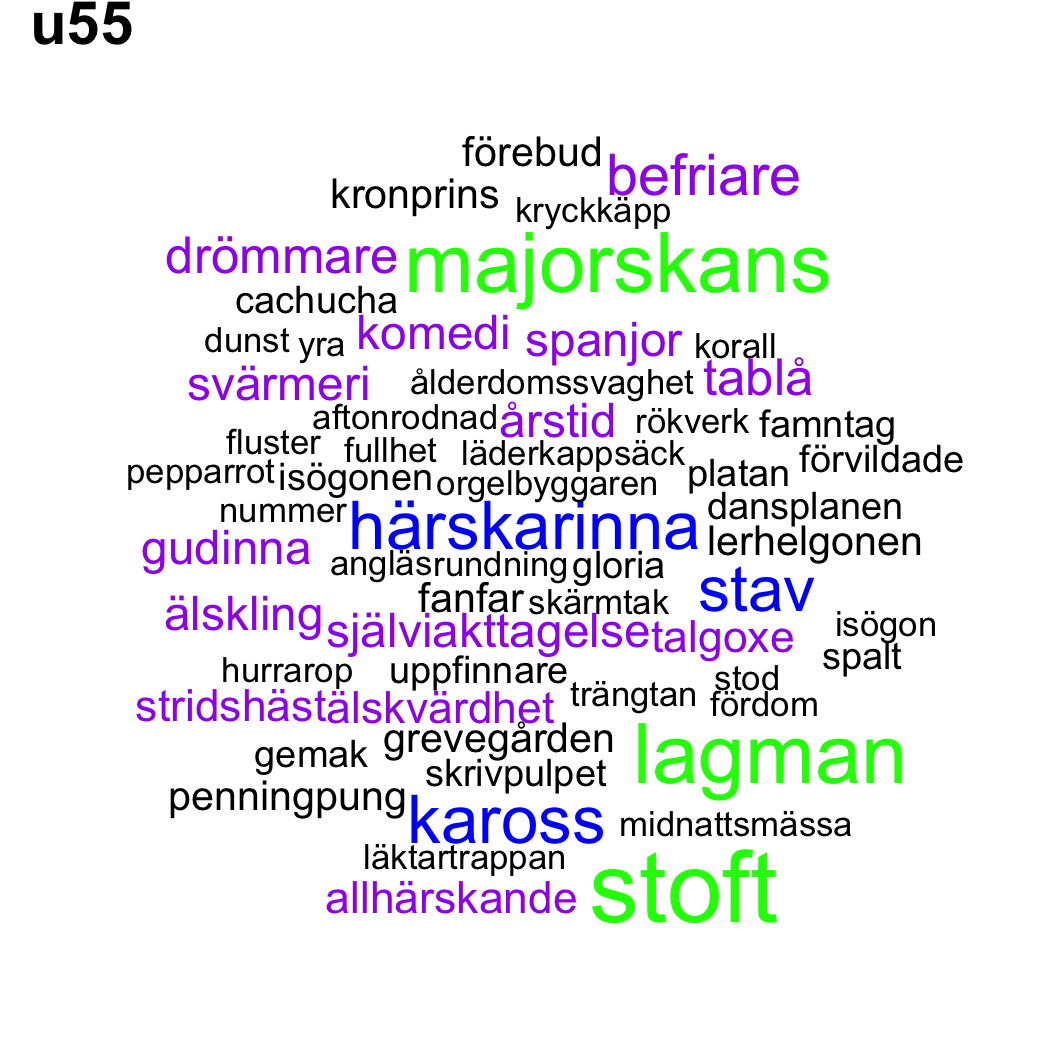 u55
förebud befriare
kronprins kryckkäpp
drömmare majorskans
cachucha
dunst yra komedi spanjor korall
svärmeri ålderdomssvaghet tablå
aftonrodnad årstid rökverk famntag
fluster fullhet läderkappsäck förvildade
pepparrot isögonen orgelbyggaren platan
nummer härskarinna dansplanen
gudinna lerhelgonen
angläsrundning gloria
fanfar skärmtak stav
älskling själviakttagelse talgoxe isögon
hurrarop uppfinnare stod spalt
stridshäst älskvärdhet trängtan fördom
gemak grevegården lagman
skrivpulpet
penningpung kaross midnattsmässa
läktartrappan
allhärskande stoft